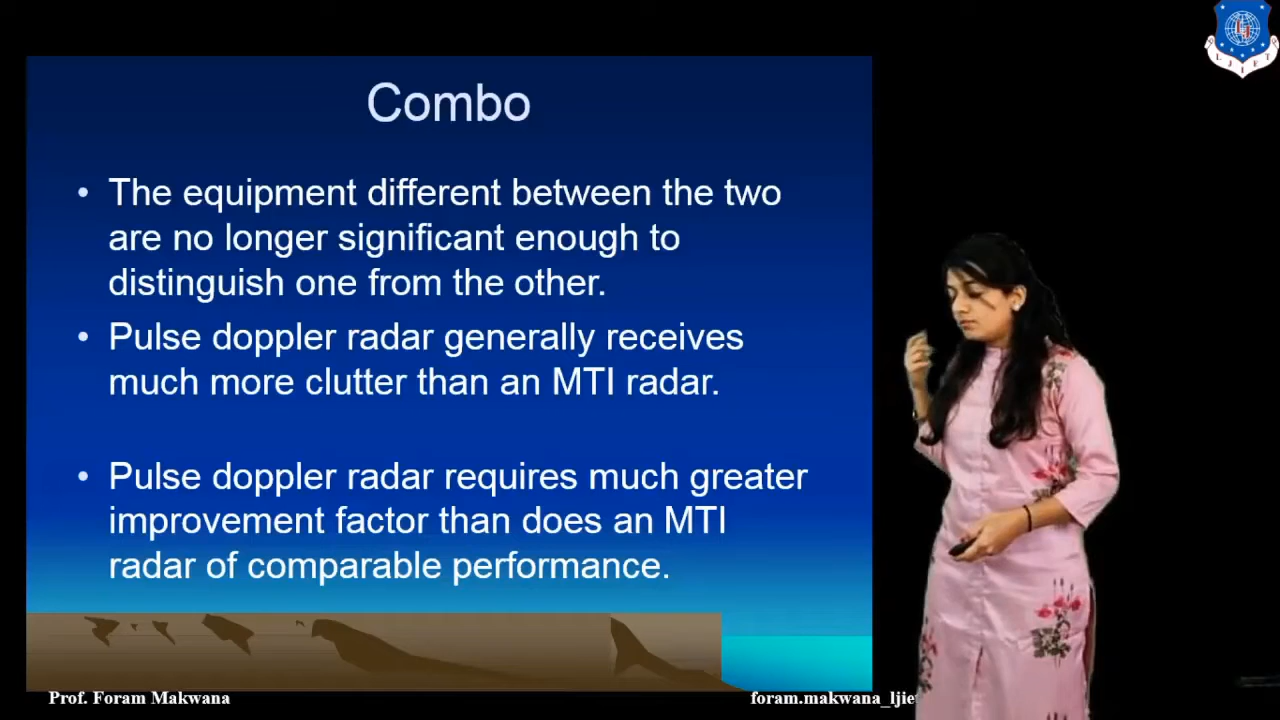 LJIET
Combo
• The equipment different between the two
are no longer significant enough to
distinguish one from the other.
• Pulse doppler radar generally receives
much more clutter than an MTI radar.
• Pulse doppler radar requires much greater
improvement factor than does an MTI
radar of comparable performance.
Prof. Foram Makwana
foram.makwana_ljiet